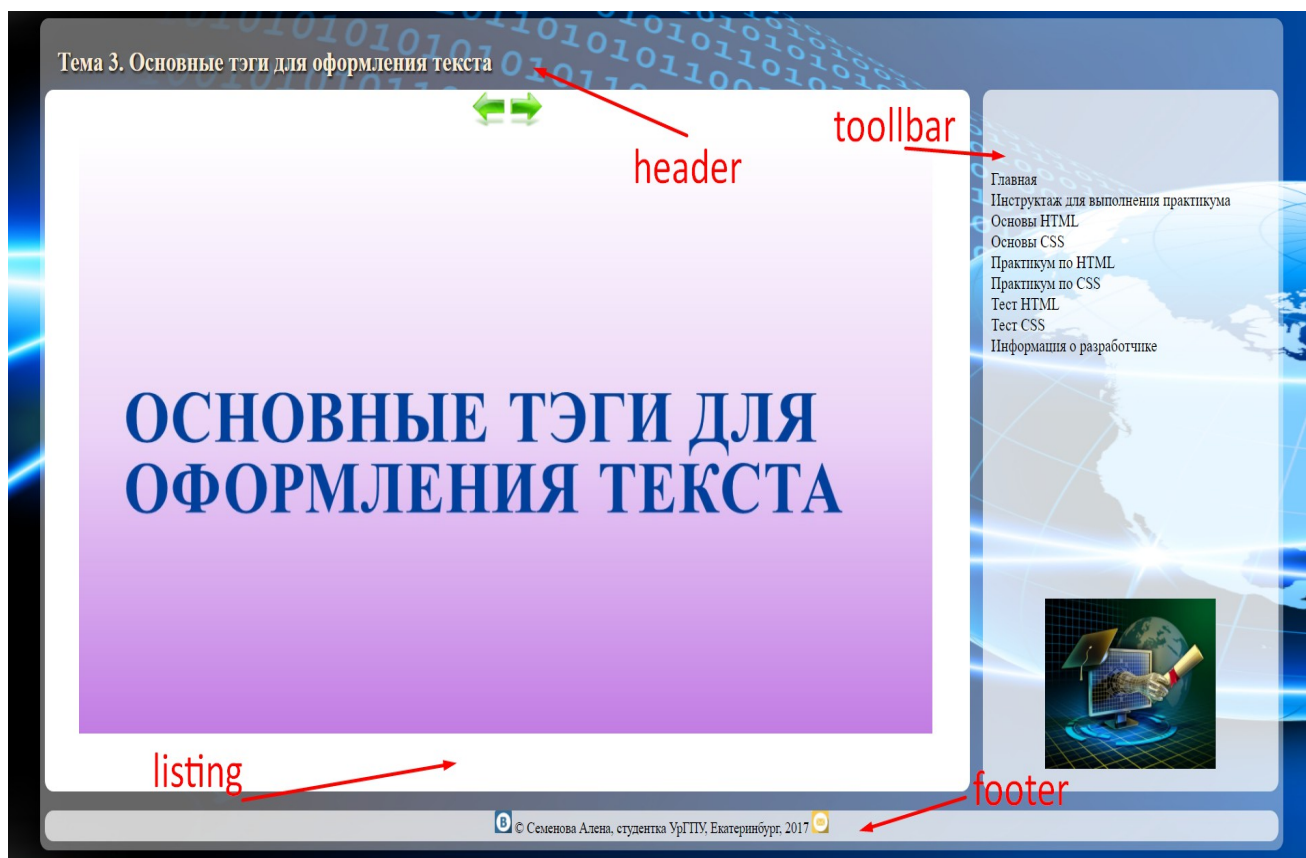 Тема 3. Основные тэги для оформления текста
header
toollbar
Главная
Инструктаж для выполнения практикума
Основы HTML
Основы CSS
Практикум по HTML
Практикум по CSS
Тест HTML
Тест CSS
Информация о разработчике
ОСНОВНЫЕ ТЭГИ ДЛЯ
ОФОРМЛЕНИЯ ТЕКСТА
listing
footer
B © Семенова Алена, студентка УрГПУ, Екатеринбург, 2017